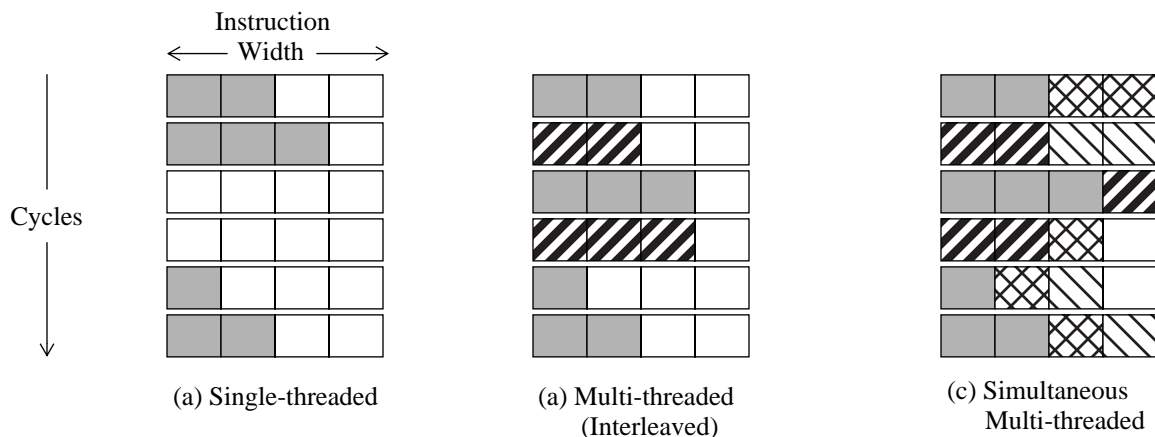 Instruction
Width
Cycles
(a) Single-threaded
(a) Multi-threaded
(Interleaved)
(c) Simultaneous
Multi-threaded